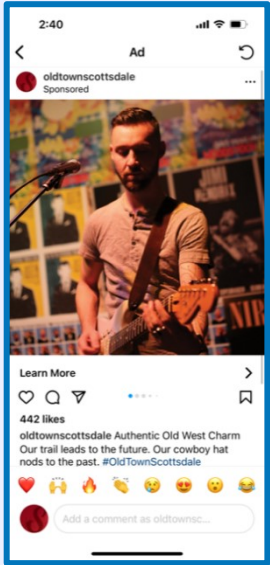 2:40
Ad
oldtownscottsdale
Sponsored
Learn More
442 likes
oldtownscottsdale Authentic Old West Charm
Our trail leads to the future. Our cowboy hat
nods to the past. #OldTownScottsdale
Add a comment as oldtownsc...